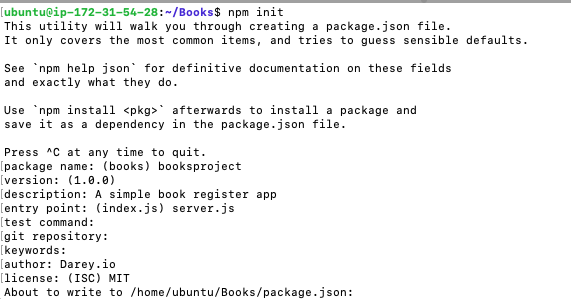 [ubuntu@ip-172-31-54-28:~/Books$ npm init
This utility will walk you through creating a package.json file.
It only covers the most common items, and tries to guess sensible defaults.
See `npm help json` for definitive documentation on these fields
and exactly what they do.
Use `npm install <pkg>` afterwards to install a package and
save it as a dependency in the package.json file.
Press ^C at any time to quit.
[package name: (books) booksproject
[version: (1.0.0)
[description: A simple book register app
[entry point: (index.js) server.js
[test command:
[git repository:
[keywords:
[author: Darey.io
[license: (ISC) MIT
About to write to /home/ubuntu/Books/package.json: